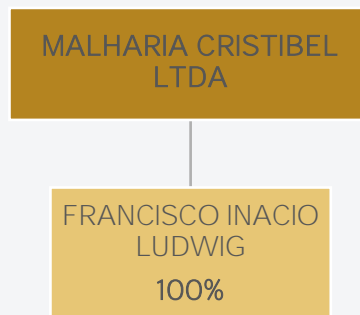 MALHARIA CRISTIBEL
LTDA
FRANCISCO INACIO
LUDWIG
100%